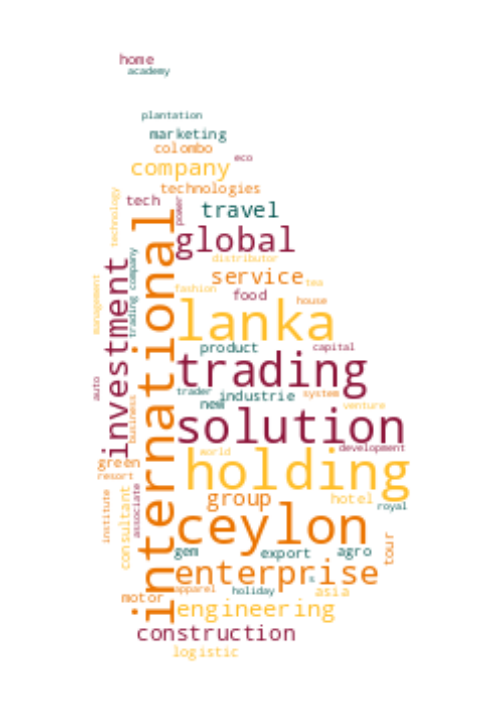 home
academy
plantation
marketing
colombo
eco
company
technologies
technology
tech
power
travel
global
distributor
trading company
management
service
tea
fashion
food
house
investment
international
lanka
product
capital
trading
auto
trader
industrie
system
new
venture
business
solution
development
world
green
resort
holding
group
hotel
royal
institute
consultant
associate
ceylon
tour
gem
export
agro
enterprise
s
apparel
holiday
asia
motor
engineering
construction
logistic